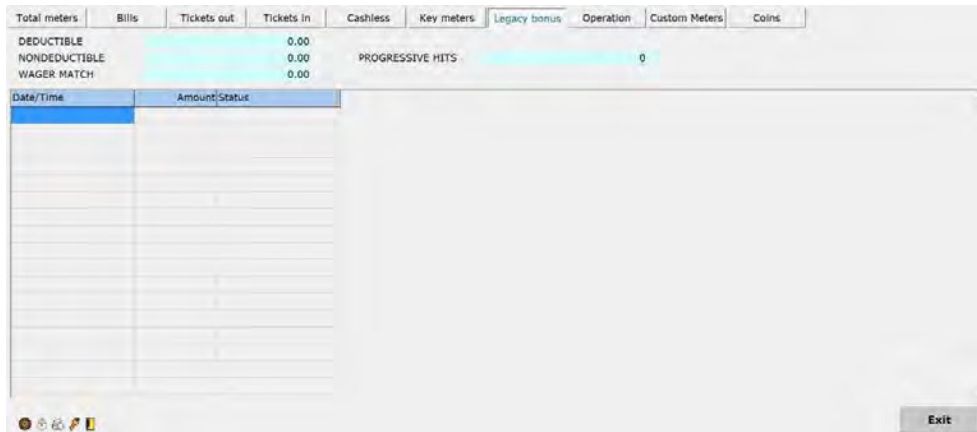 Total meters Bills Tickets out Tickets in Cashless Key meters Legacy bonus Operation Custom Meters Coins
DEDUCTIBLE 0.00
NONDEDUCTIBLE 0.00 PROGRESSIVE HITS 0
WAGER MATCH 0.00
Date/Time Amount Status
Exit